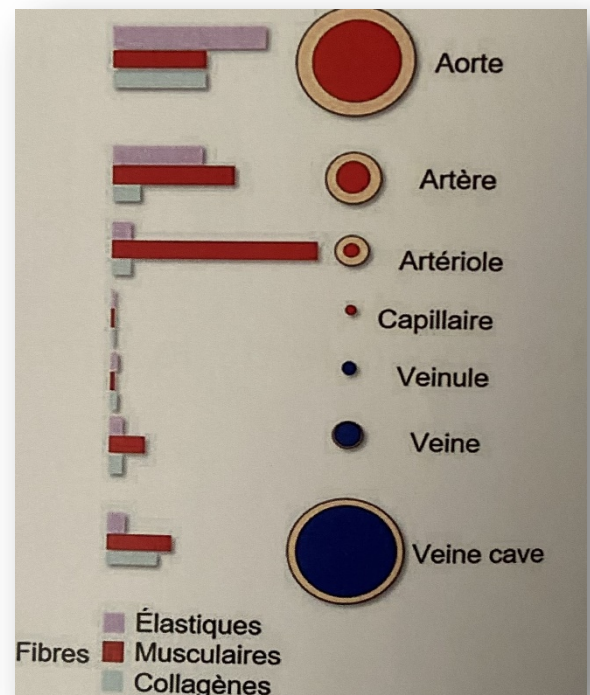 Aorte
Artère
Artériole
Capillaire
Veinule
Veine
Veine cave
Élastiques
Fibres Musculaires
Collagènes